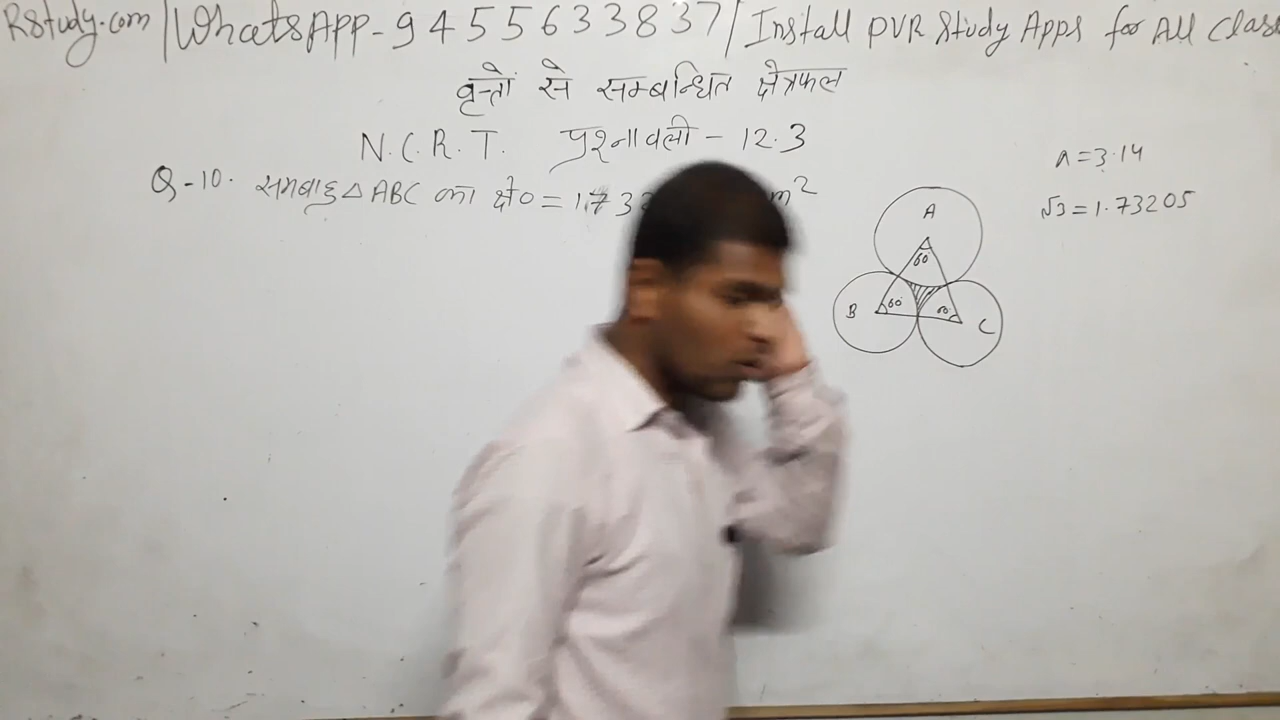 RStudy.com | WhatsApp - 9455633837 / Install PVR Study Apps for All
वृत्तों से सम्बन्धित क्षेत्रफल
N.C.R.T. प्रश्नावली - 12.3
Q-10. समबाहु △ABC का क्षे० = 1.73 m²
π = 3.14
√3 = 1.73205
A
60°
B 60° 60° C